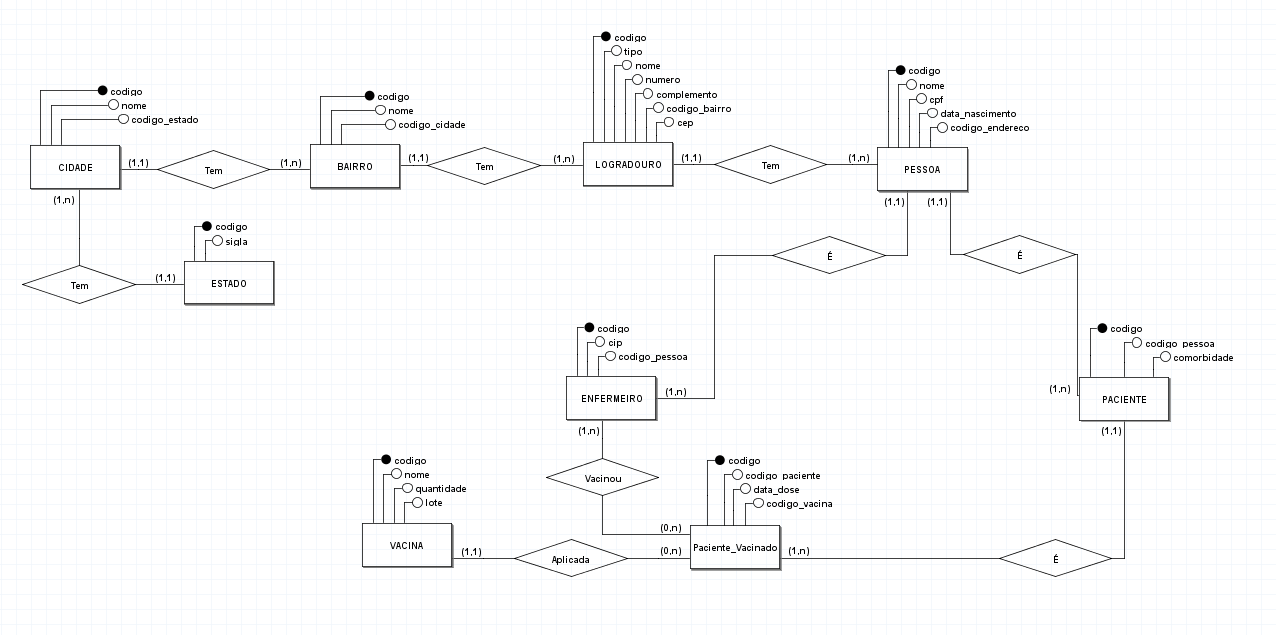 codigo
nome
codigo_estado
CIDADE
(1,1)
Tem
(1,n)
codigo
nome
codigo_cidade
BAIRRO
(1,1)
Tem
(1,n)
codigo
tipo
nome
numero
complemento
codigo_bairro
cep
LOGRADOURO
(1,1)
Tem
(1,n)
codigo
nome
cpf
data_nascimento
codigo_endereco
PESSOA
(1,n)
Tem
(1,1)
codigo
sigla
ESTADO
(1,1)
(1,1)
É
É
codigo
cip
codigo_pessoa
ENFERMEIRO
(1,n)
(1,n)
codigo
codigo_pessoa
comorbidade
PACIENTE
(1,n)
(1,1)
Vacinou
(0,n)
codigo
nome
quantidade
lote
VACINA
(1,1)
Aplicada
(0,n)
codigo
codigo_paciente
data_dose
codigo_vacina
Paciente_Vacinado
(1,n)
É